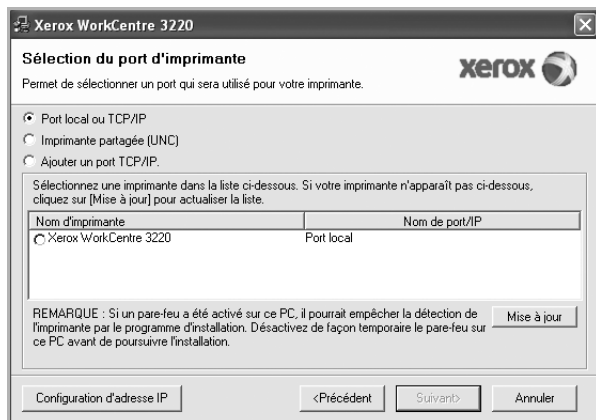 Xerox WorkCentre 3220
Sélection du port d'imprimante
Permet de sélectionner un port qui sera utilisé pour votre imprimante.
xerox
Port local ou TCP/IP
Imprimante partagée (UNC)
Ajouter un port TCP/IP.
Sélectionnez une imprimante dans la liste ci-dessous. Si votre imprimante n'apparaît pas ci-dessous,
cliquez sur [Mise à jour] pour actualiser la liste.
Nom d'imprimante Nom de port/IP
Xerox WorkCentre 3220 Port local
REMARQUE : Si un pare-feu a été activé sur ce PC, il pourrait empêcher la détection de
l'imprimante par le programme d'installation. Désactivez de façon temporaire le pare-feu sur
ce PC avant de poursuivre l'installation.
Mise à jour
Configuration d'adresse IP <Précédent Suivant> Annuler